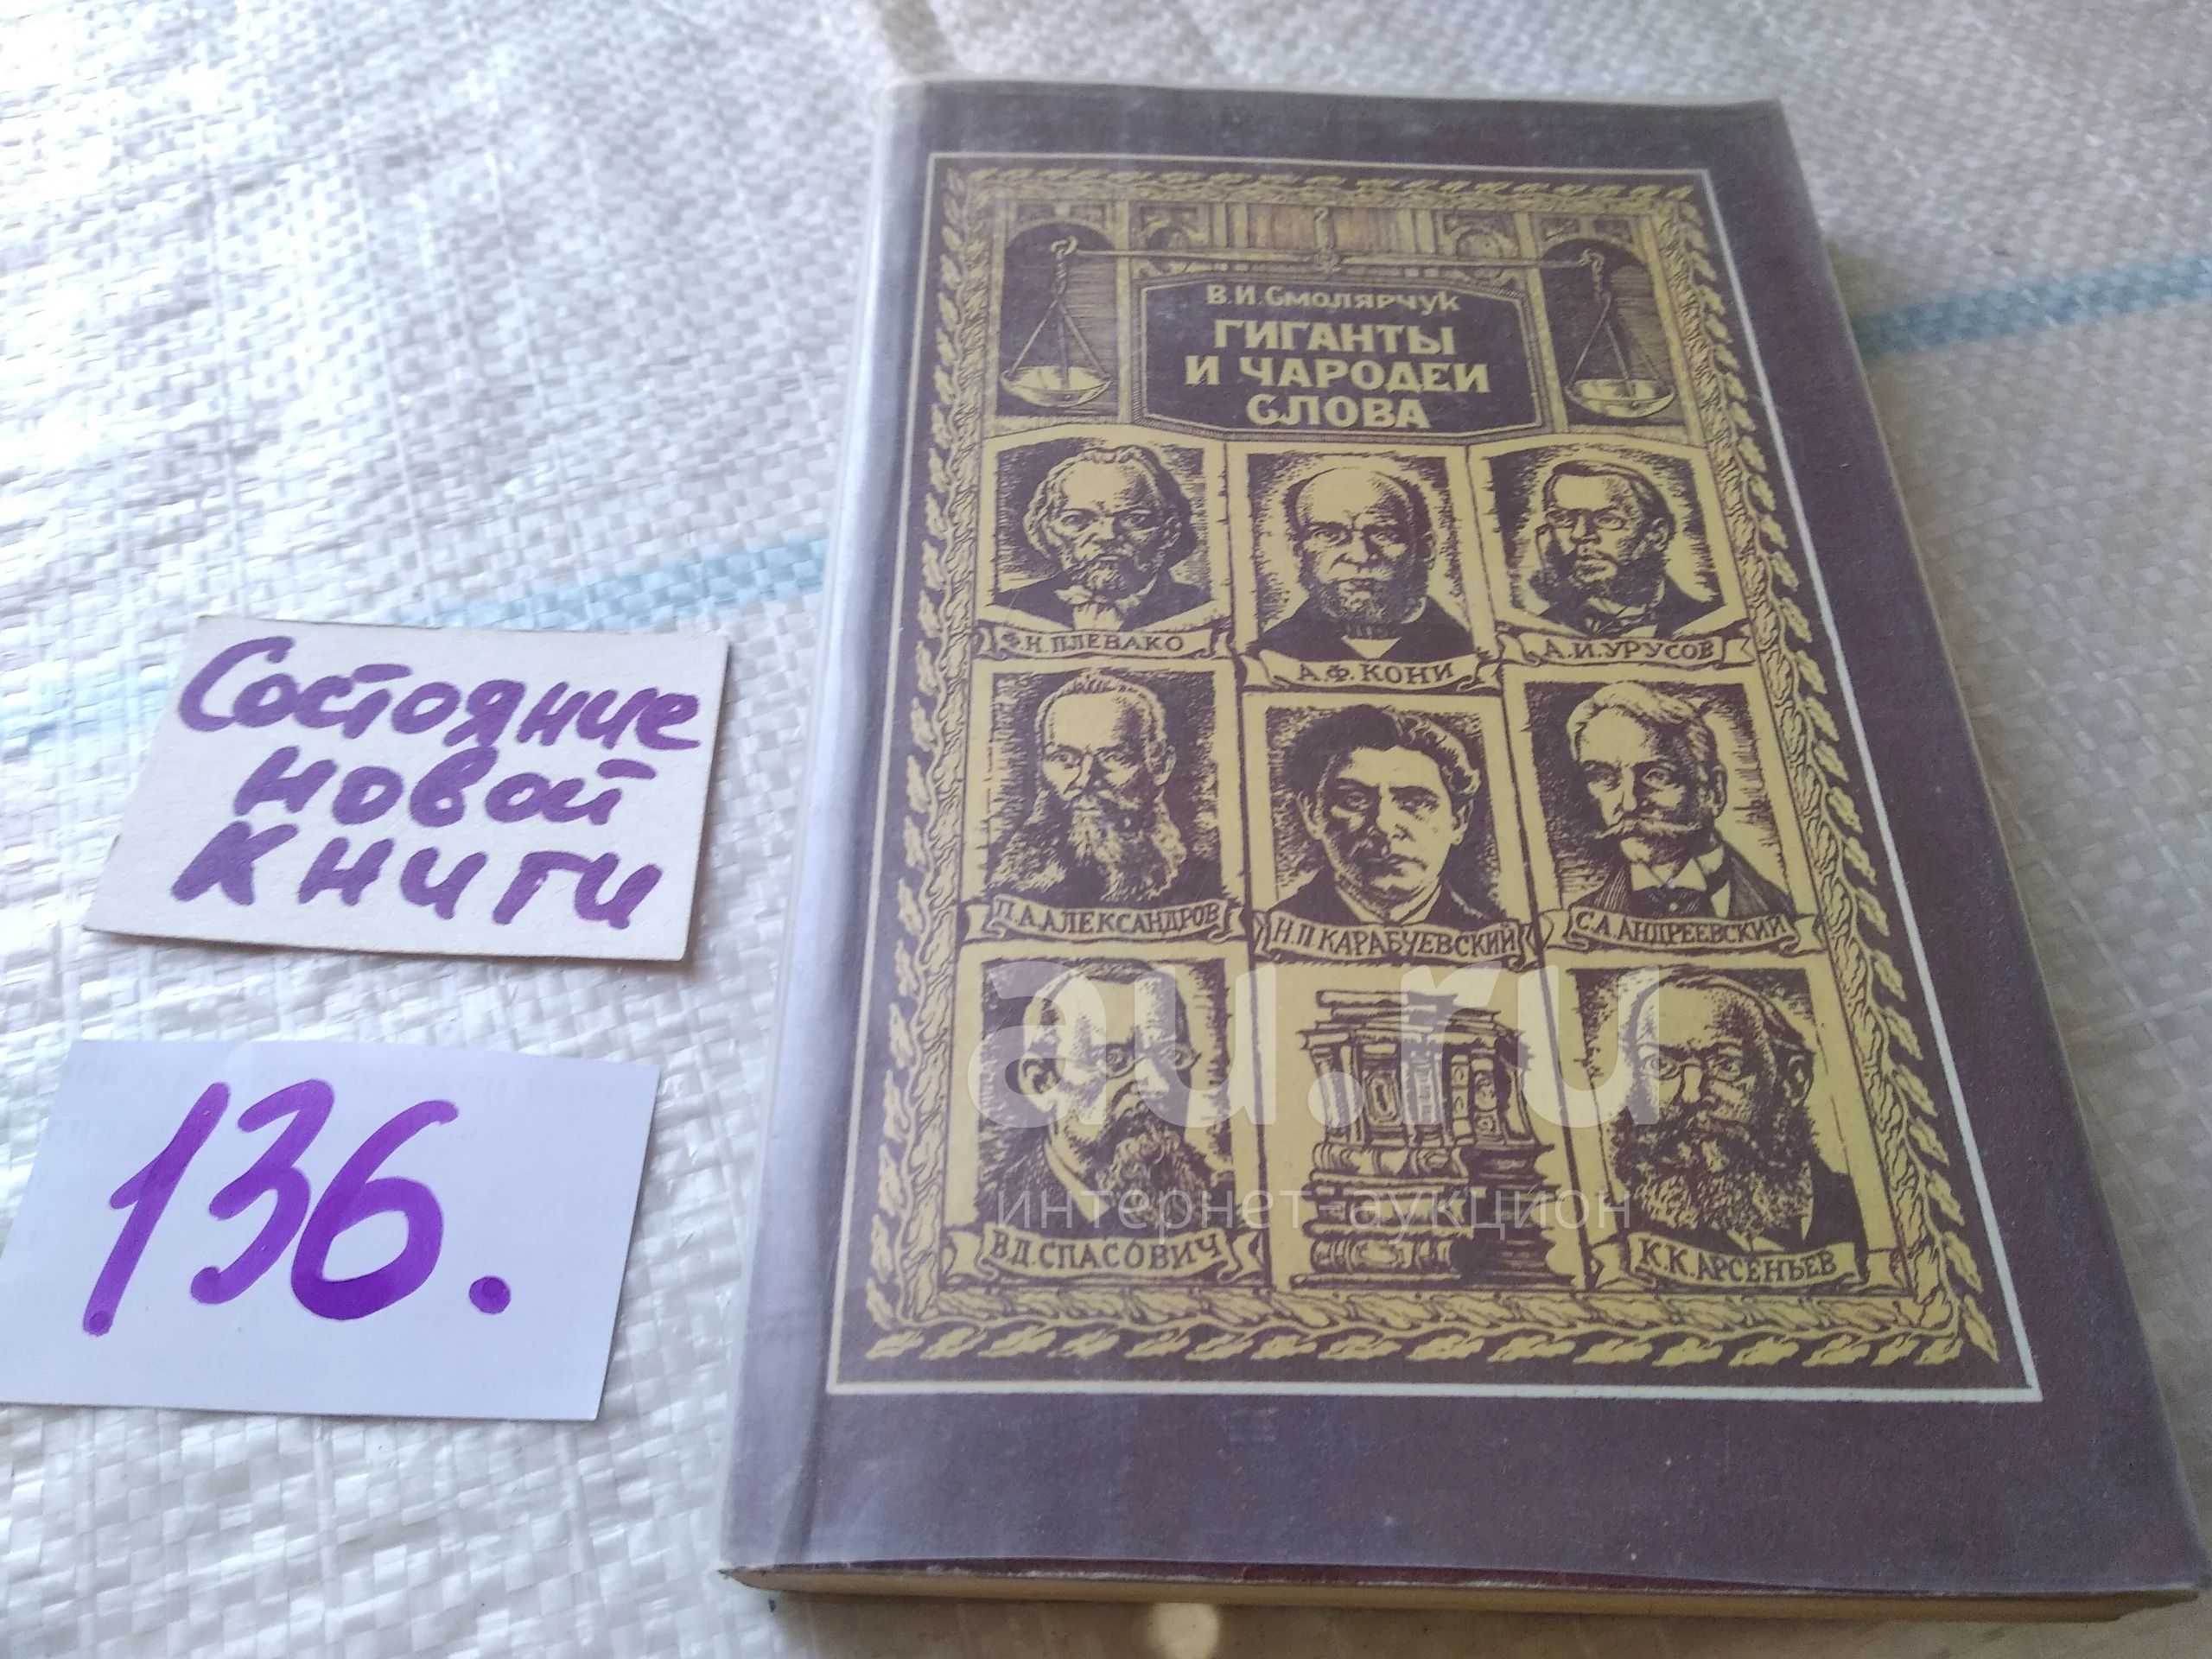 В.И.Смолярчук
ГИГАНТЫ
И ЧАРОДЕИ
СЛОВА
Ф.Н.ПЛЕВАКО
А.Ф.КОНИ
А.И.УРУСОВ
П.А.АЛЕКСАНДРОВ
Н.П.КАРАБЧЕВСКИЙ
С.А.АНДРЕЕВСКИЙ
В.Д.СПАСОВИЧ
К.К.АРСЕНЬЕВ
Состояние
новой
книги
136.
au.ru
интернет-аукцион